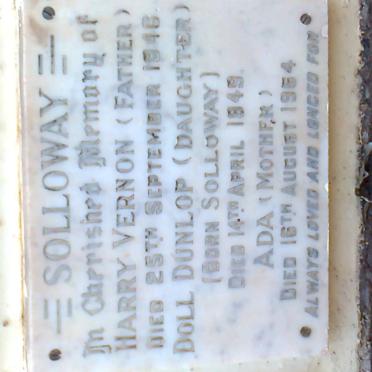 SOLLOWAY
In Cherished Memory of
HARRY VERNON (FATHER)
DIED 25TH SEPTEMBER 1946
DOLL DUNLOP (DAUGHTER)
(BORN SOLLOWAY)
DIED 14TH APRIL 1949.
ADA (MOTHER)
DIED 16TH AUGUST 1964
ALWAYS LOVED AND LONGED FOR